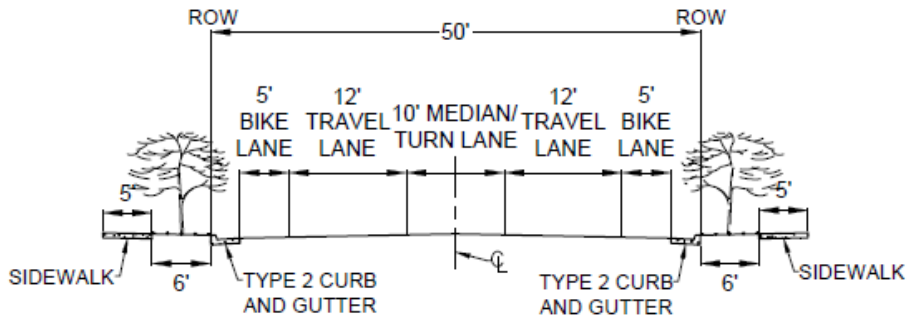 ROW
ROW
50'
5'
BIKE
LANE
12'
TRAVEL
LANE
10' MEDIAN/
TURN LANE
12'
TRAVEL
LANE
5'
BIKE
LANE
5'
5'
SIDEWALK
6'
TYPE 2 CURB
AND GUTTER
CL
TYPE 2 CURB
AND GUTTER
6'
SIDEWALK